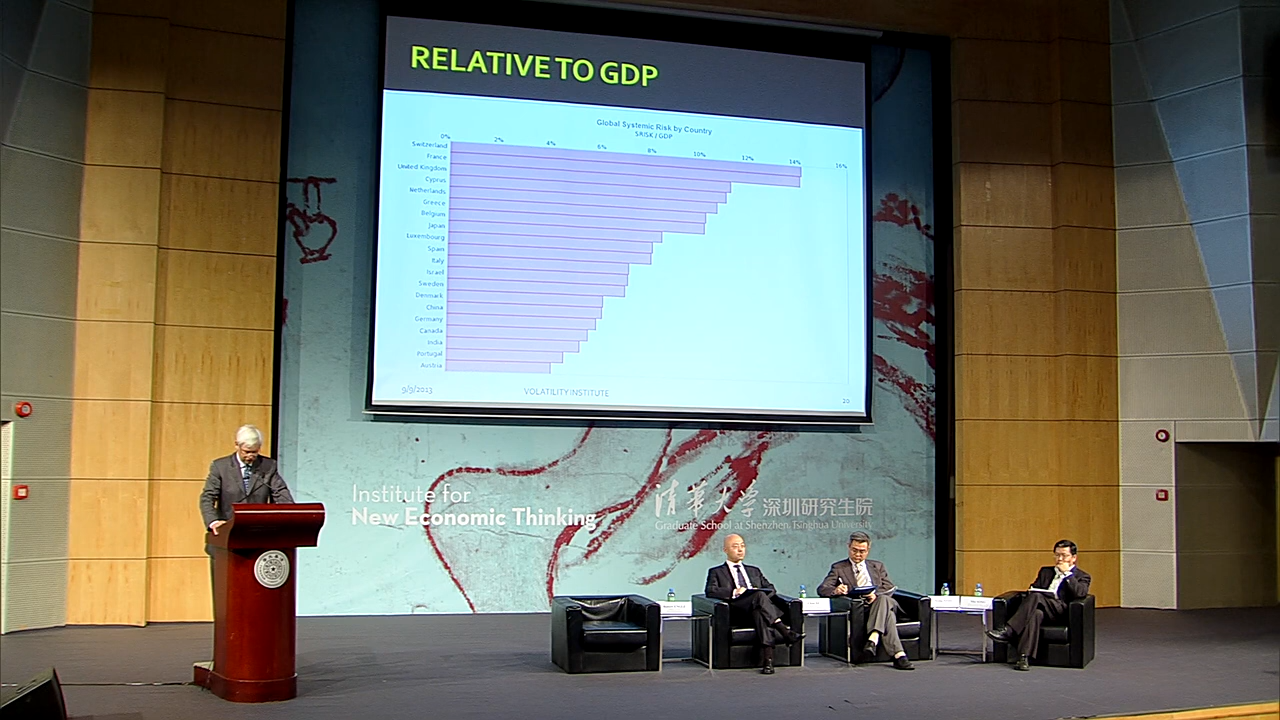 RELATIVE TO GDP
Global Systemic Risk by Country
SRISK / GDP
0% 2% 4% 6% 8% 10% 12% 14% 16%
Switzerland
France
United Kingdom
Cyprus
Netherlands
Greece
Belgium
Japan
Luxembourg
Spain
Italy
Israel
Sweden
Denmark
China
Germany
Canada
India
Portugal
Austria
9/9/2013 VOLATILITY INSTITUTE 20
Institute for
New Economic Thinking
清华大学深圳研究生院
Graduate School at Shenzhen, Tsinghua University